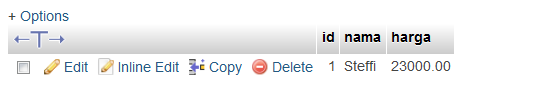 + Options
id nama harga
Edit Inline Edit Copy Delete 1 Steffi 23000.00